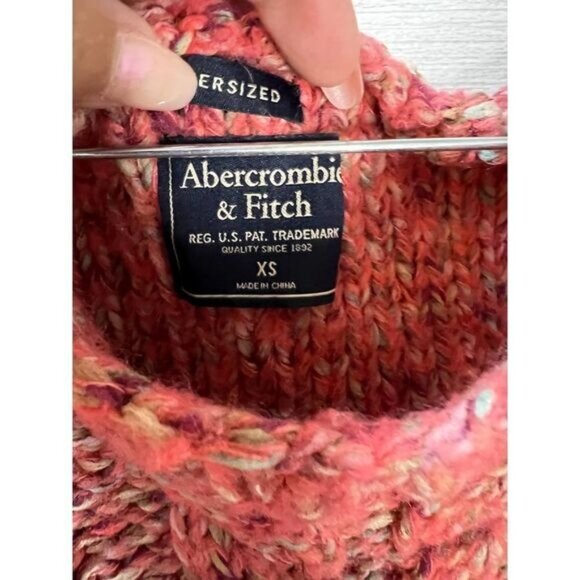 ERSIZED
Abercrombie
& Fitch
REG. U.S. PAT. TRADEMARK
QUALITY SINCE 1892
XS
MADE IN CHINA